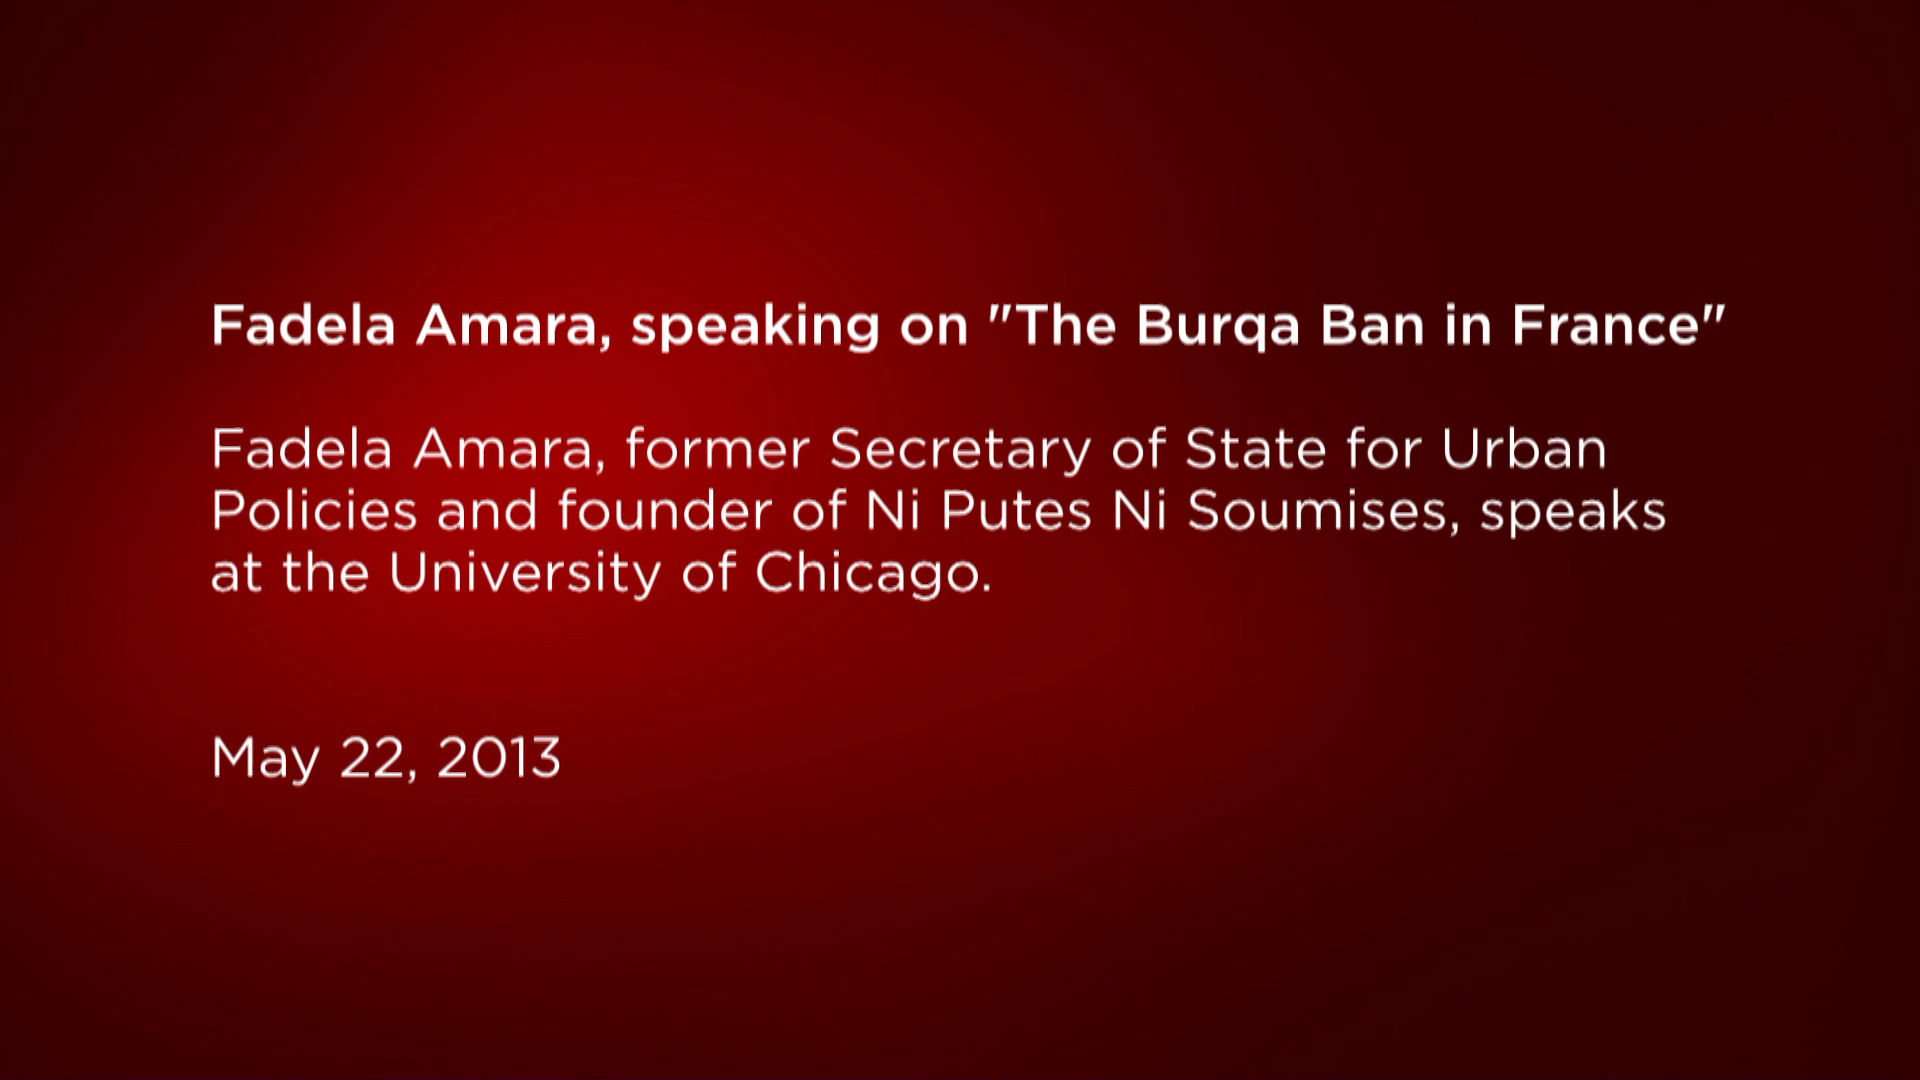 Fadela Amara, speaking on "The Burqa Ban in France"
Fadela Amara, former Secretary of State for Urban
Policies and founder of Ni Putes Ni Soumises, speaks
at the University of Chicago.
May 22, 2013